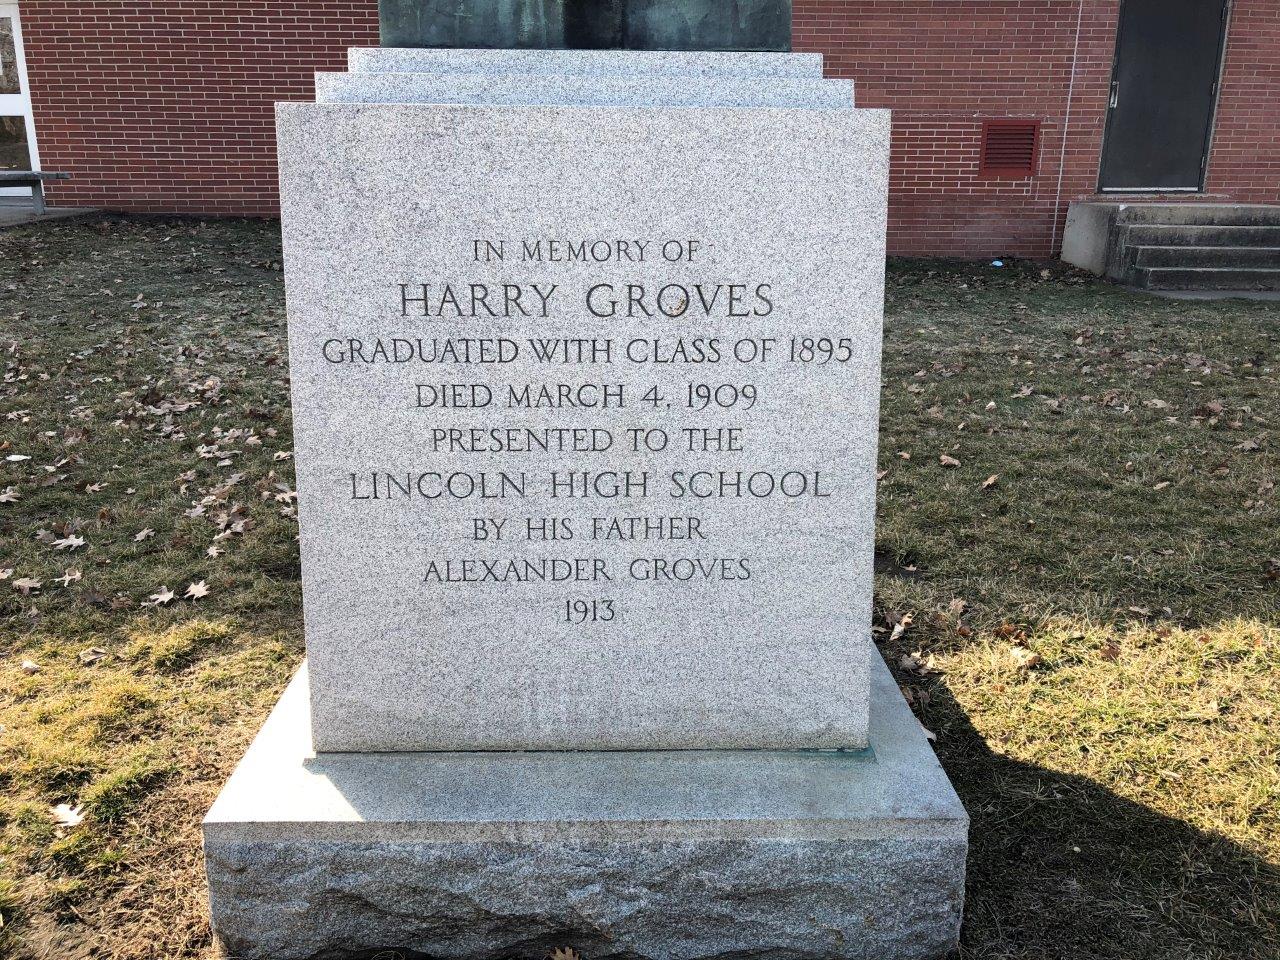 IN MEMORY OF
HARRY GROVES
GRADUATED WITH CLASS OF 1895
DIED MARCH 4, 1909
PRESENTED TO THE
LINCOLN HIGH SCHOOL
BY HIS FATHER
ALEXANDER GROVES
1913